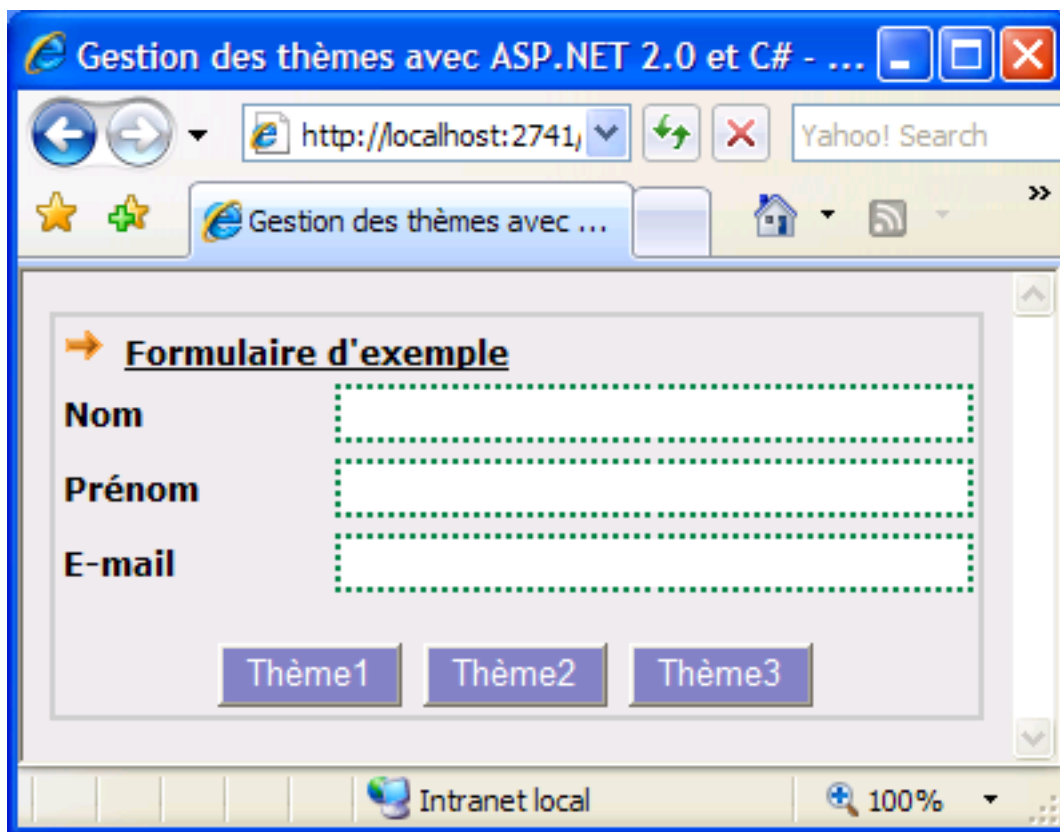 Gestion des thèmes avec ASP.NET 2.0 et C# - ...
http://localhost:2741/
Yahoo! Search
Gestion des thèmes avec ...
Formulaire d'exemple
Nom
Prénom
E-mail
Thème1 Thème2 Thème3
Intranet local 100%